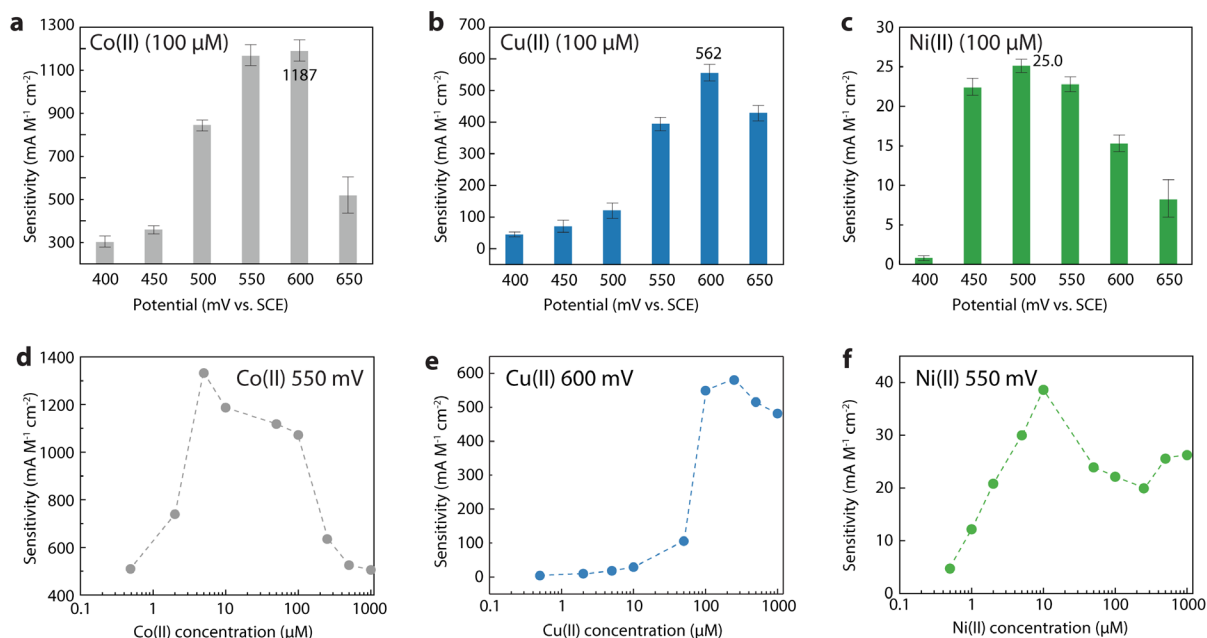 a
Co(II) (100 μM)
1300
1100
900
700
500
300
1187
400 450 500 550 600 650
Potential (mV vs. SCE)
Sensitivity (mA M⁻¹ cm⁻²)
b
Cu(II) (100 μM)
700
600
500
400
300
200
100
0
562
400 450 500 550 600 650
Potential (mV vs. SCE)
Sensitivity (mA M⁻¹ cm⁻²)
c
Ni(II) (100 μM)
30
25
20
15
10
5
0
25.0
400 450 500 550 600 650
Potential (mV vs. SCE)
Sensitivity (mA M⁻¹ cm⁻²)
d
Co(II) 550 mV
1400
1200
1000
800
600
400
0.1 1 10 100 1000
Co(II) concentration (μM)
Sensitivity (mA M⁻¹ cm⁻²)
e
Cu(II) 600 mV
600
500
400
300
200
100
0
0.1 1 10 100 1000
Cu(II) concentration (μM)
Sensitivity (mA M⁻¹ cm⁻²)
f
Ni(II) 550 mV
40
30
20
10
0
0.1 1 10 100 1000
Ni(II) concentration (μM)
Sensitivity (mA M⁻¹ cm⁻²)